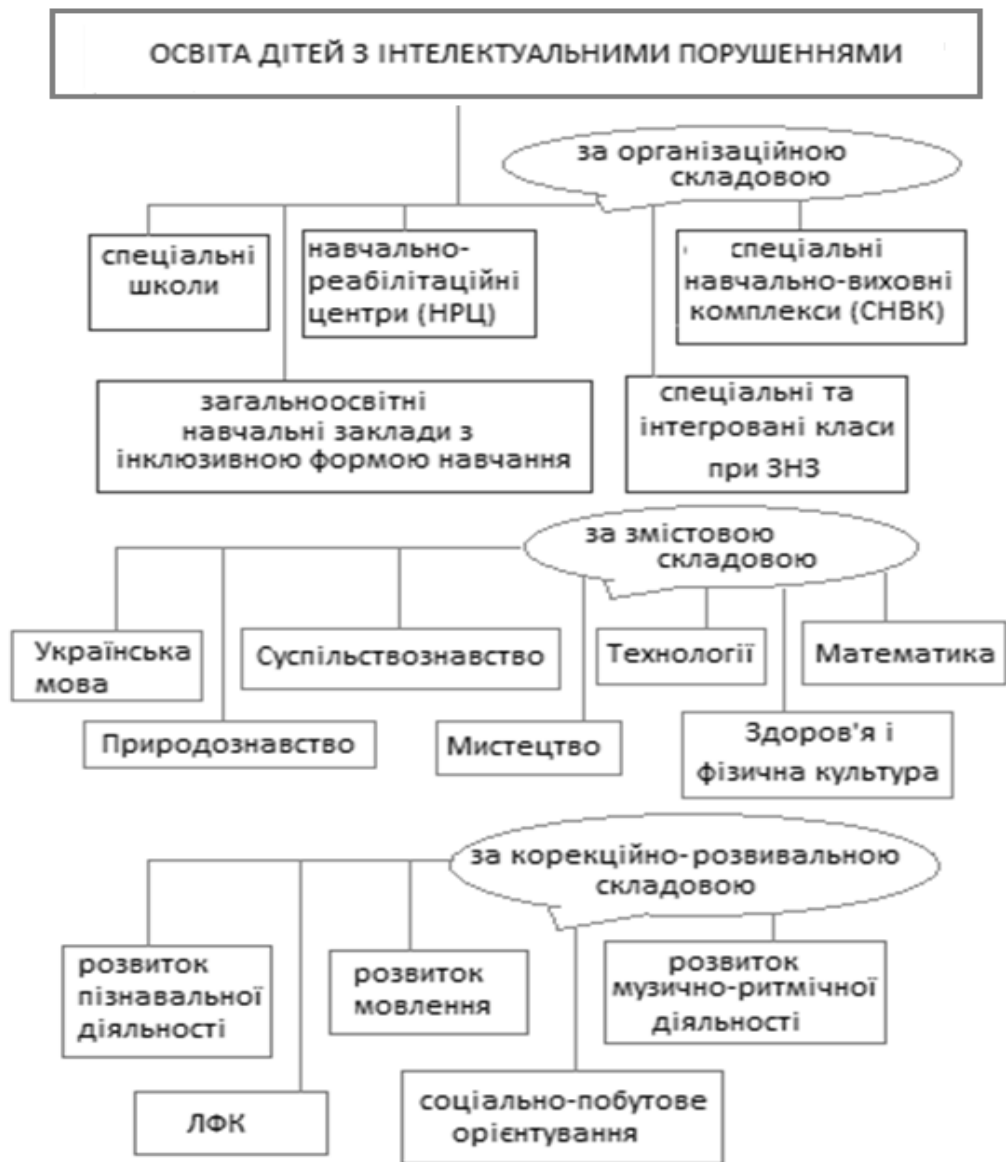 ОСВІТА ДІТЕЙ З ІНТЕЛЕКТУАЛЬНИМИ ПОРУШЕННЯМИ
за організаційною
складовою
спеціальні
школи
навчально-
реабілітаційні
центри (НРЦ)
спеціальні
навчально-виховні
комплекси (СНВК)
загальноосвітні
навчальні заклади з
інклюзивною формою навчання
спеціальні та
інтегровані класи
при ЗНЗ
за змістовою
складовою
Українська
мова
Суспільствознавство
Технології
Математика
Природознавство
Мистецтво
Здоров'я і
фізична культура
за корекційно-розвивальною
складовою
розвиток
пізнавальної
діяльності
розвиток
мовлення
розвиток
музично-ритмічної
діяльності
ЛФК
соціально-побутове
орієнтування